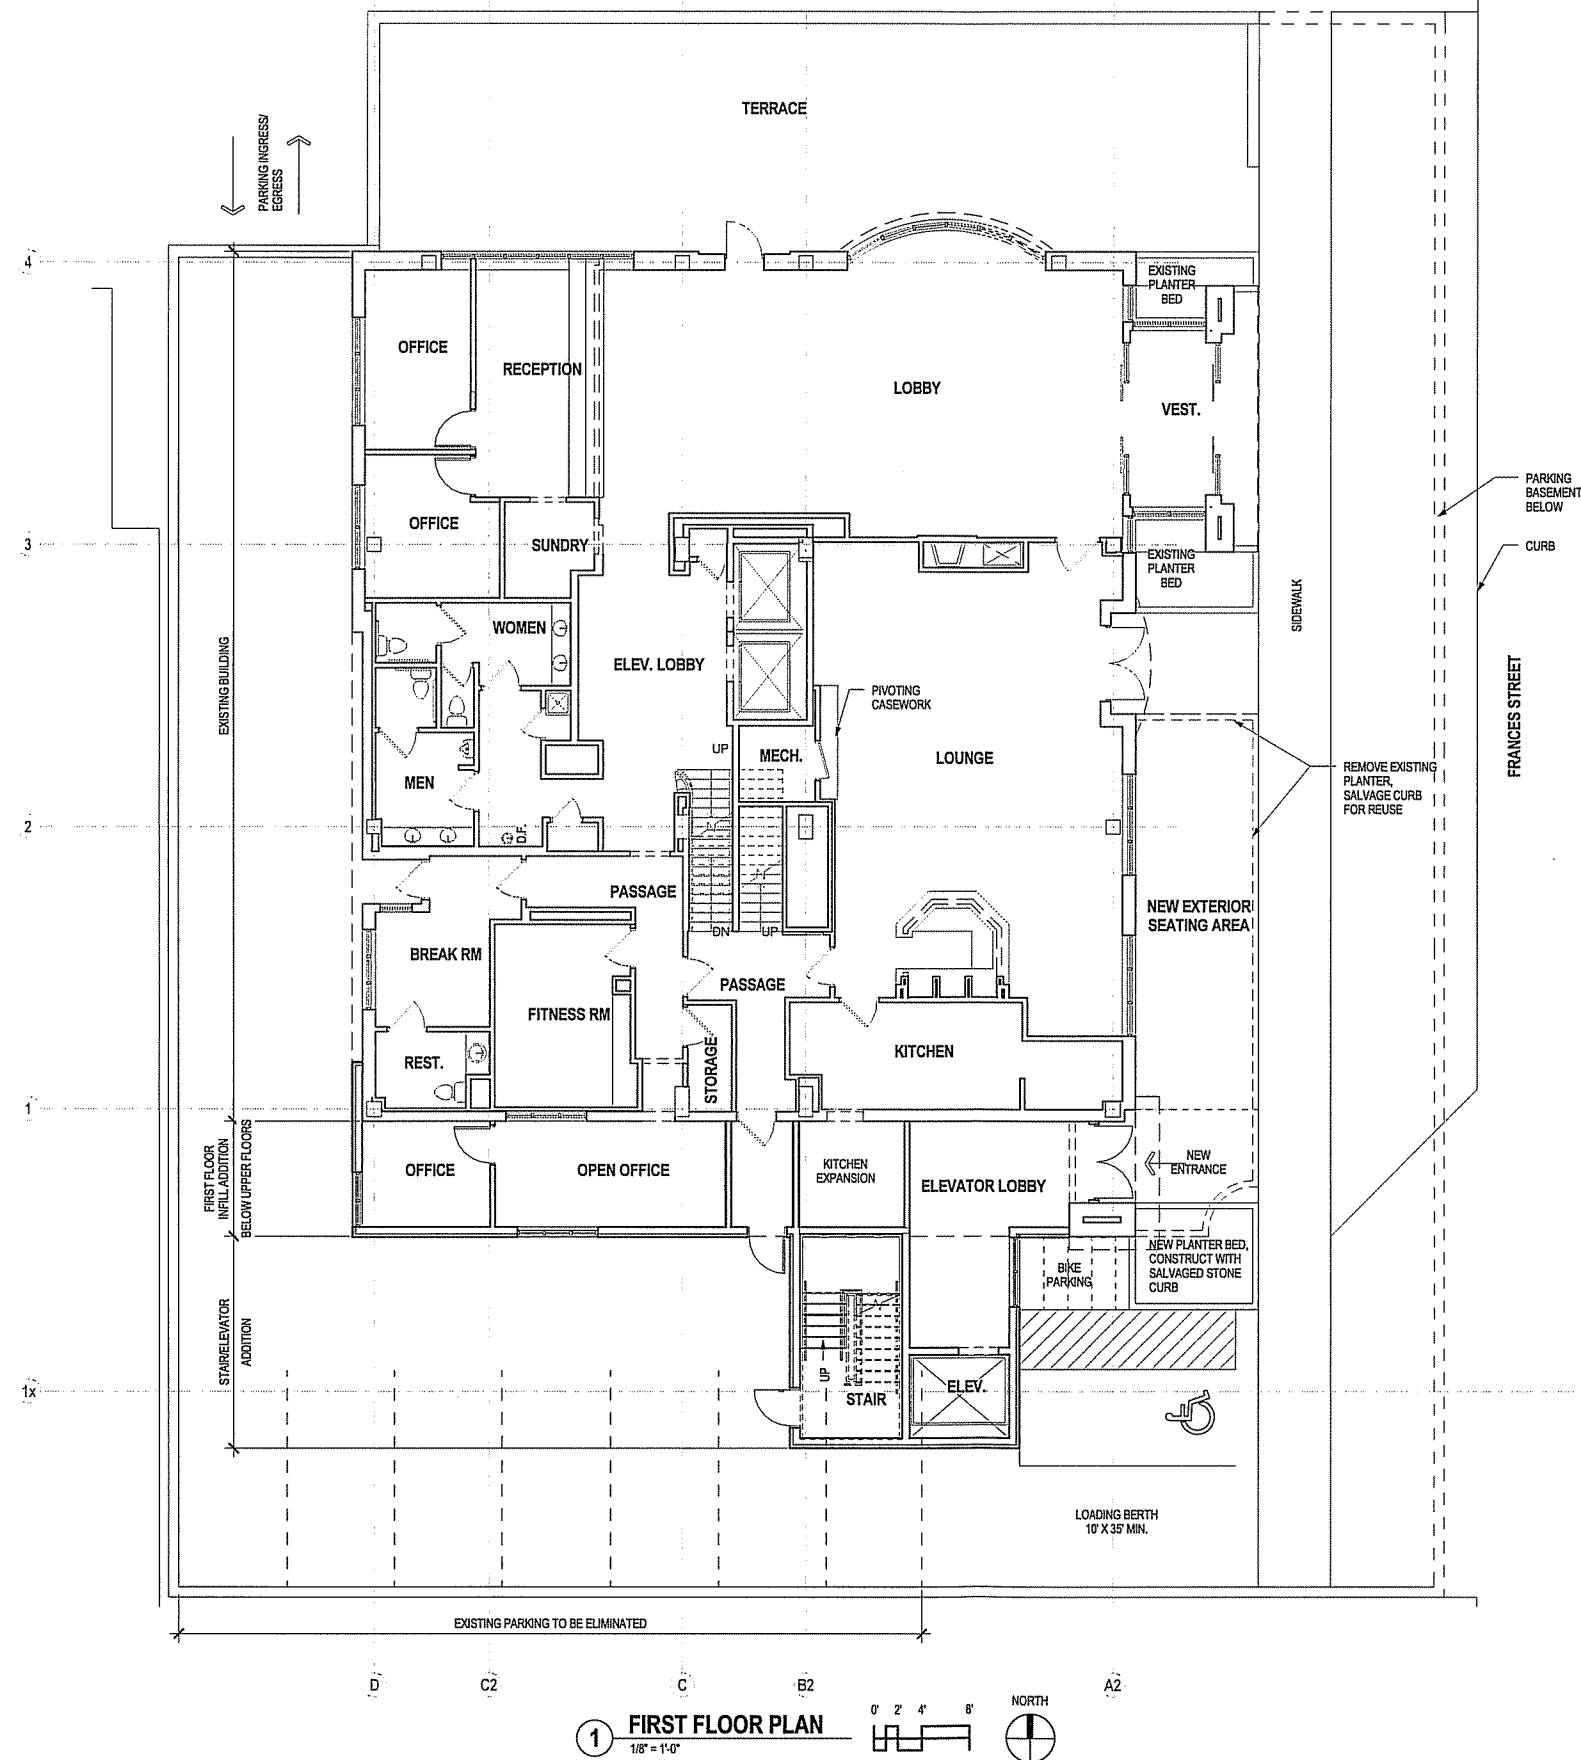 TERRACE
PARKING INGRESS/
EGRESS
4
EXISTING
PLANTER
BED
OFFICE
RECEPTION
LOBBY
VEST.
PARKING
BASEMENT
BELOW
OFFICE
3
SUNDRY
CURB
EXISTING
PLANTER
BED
SIDEWALK
WOMEN
ELEV. LOBBY
EXISTING BUILDING
PIVOTING
CASEWORK
FRANCES STREET
UP
MECH.
LOUNGE
MEN
REMOVE EXISTING
PLANTER,
SALVAGE CURB
FOR REUSE
2
D.F.
PASSAGE
NEW EXTERIOR
SEATING AREA
DN
UP
BREAK RM
PASSAGE
FITNESS RM
KITCHEN
REST.
STORAGE
1
FIRST FLOOR
INFILL ADDITION
BELOW UPPER FLOORS
OFFICE
OPEN OFFICE
KITCHEN
EXPANSION
ELEVATOR LOBBY
NEW
ENTRANCE
NEW PLANTER BED,
CONSTRUCT WITH
SALVAGED STONE
CURB
BIKE
PARKING
STAIR/ELEVATOR
ADDITION
UP
1x
ELEV.
STAIR
LOADING BERTH
10' X 35' MIN.
EXISTING PARKING TO BE ELIMINATED
D
C2
C
B2
A2
1
FIRST FLOOR PLAN
1/8" = 1'-0"
0' 2' 4' 8'
NORTH